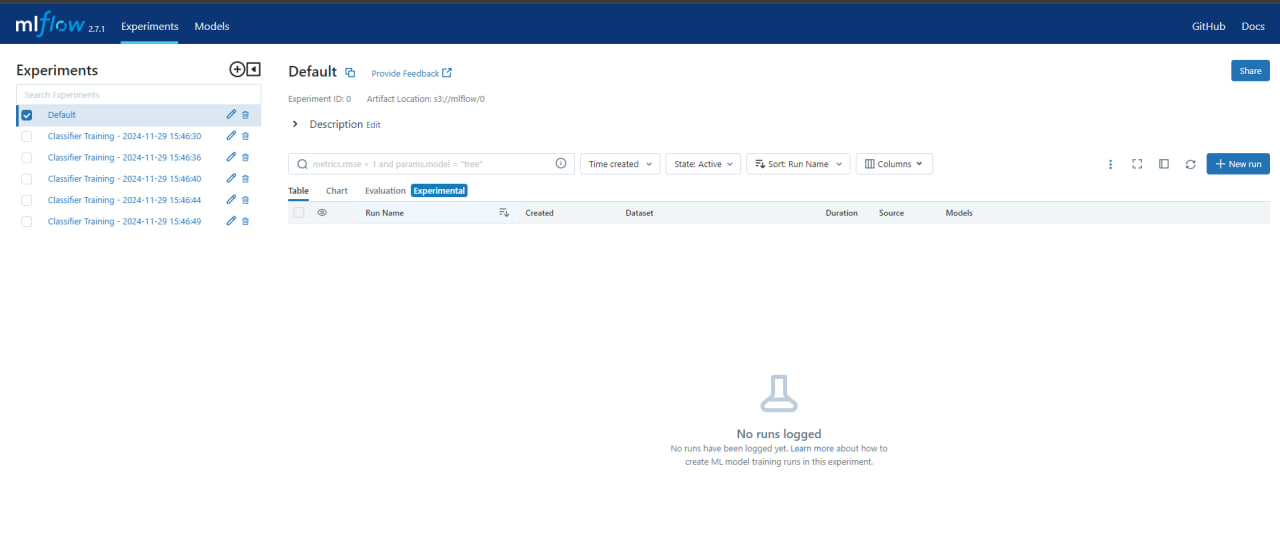 mlflow 2.7.1 Experiments Models GitHub Docs
Experiments
Search Experiments
Default
Classifier Training - 2024-11-29 15:46:30
Classifier Training - 2024-11-29 15:46:36
Classifier Training - 2024-11-29 15:46:40
Classifier Training - 2024-11-29 15:46:44
Classifier Training - 2024-11-29 15:46:49
Default Provide Feedback Share
Experiment ID: 0 Artifact Location: s3://mlflow/0
Description Edit
metrics.rmse < 1 and params.model = "tree" Time created State: Active Sort: Run Name Columns New run
Table Chart Evaluation Experimental
Run Name Created Dataset Duration Source Models
No runs logged
No runs have been logged yet. Learn more about how to
create ML model training runs in this experiment.